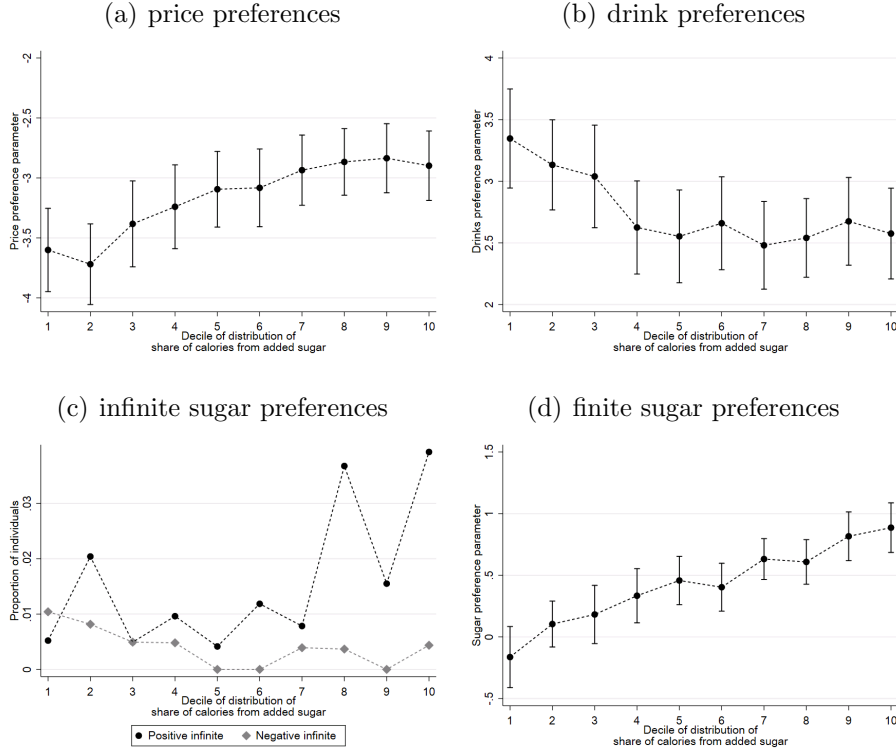 (a) price preferences
-2
-2.5
-3
-3.5
-4
Price preference parameter
1 2 3 4 5 6 7 8 9 10
Decile of distribution of
share of calories from added sugar
(b) drink preferences
4
3.5
3
2.5
2
Drinks preference parameter
1 2 3 4 5 6 7 8 9 10
Decile of distribution of
share of calories from added sugar
(c) infinite sugar preferences
.03
.02
.01
0
Proportion of individuals
1 2 3 4 5 6 7 8 9 10
Decile of distribution of
share of calories from added sugar
Positive infinite Negative infinite
(d) finite sugar preferences
1.5
1
.5
0
-.5
Sugar preference parameter
1 2 3 4 5 6 7 8 9 10
Decile of distribution of
share of calories from added sugar